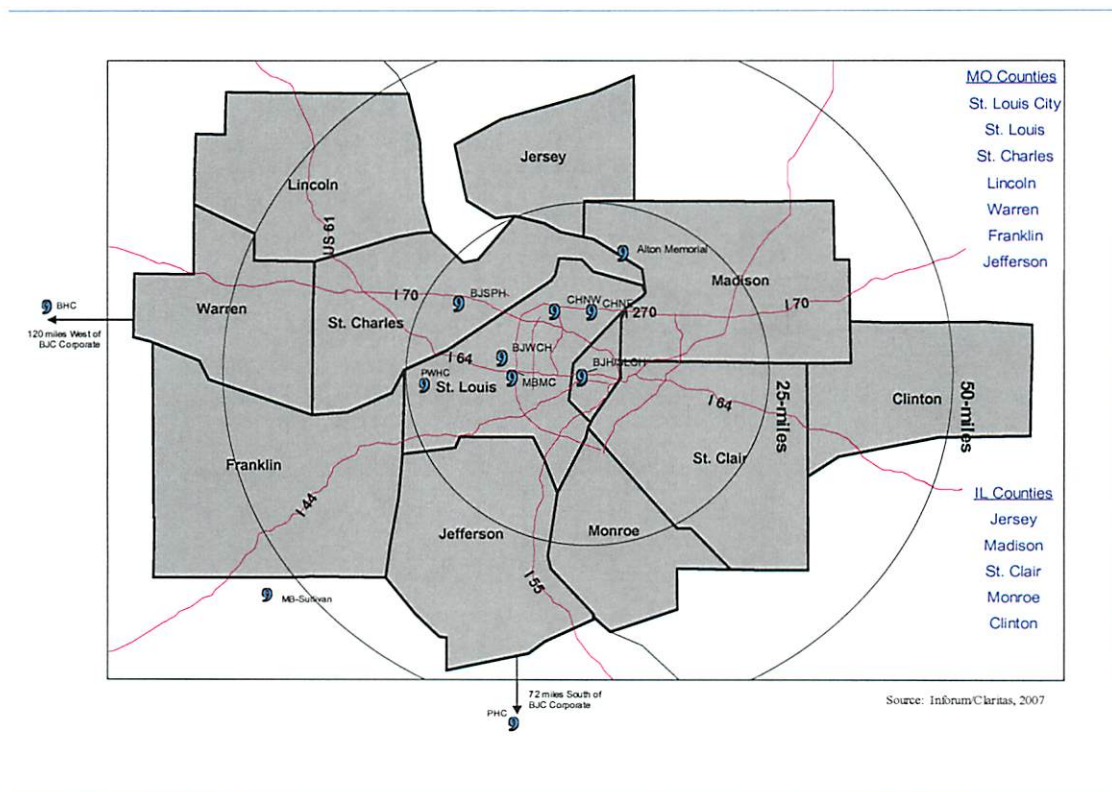 MO Counties
St. Louis City
St. Louis
St. Charles
Lincoln
Warren
Franklin
Jefferson
Jersey
Lincoln
US 61
Alton Memorial
Madison
BHC
120 miles West of
BJC Corporate
Warren
I 70
BJSPH
CHNW
CHNE
I 270
I 70
St. Charles
I 64
BJWCH
PWHC
St. Louis
MBMC
I 64
25-miles
Clinton
50-miles
Franklin
St. Clair
I 44
Jefferson
Monroe
I 55
MB-Sullivan
IL Counties
Jersey
Madison
St. Clair
Monroe
Clinton
72 miles South of
BJC Corporate
PHC
Source: Inforum/Claritas, 2007